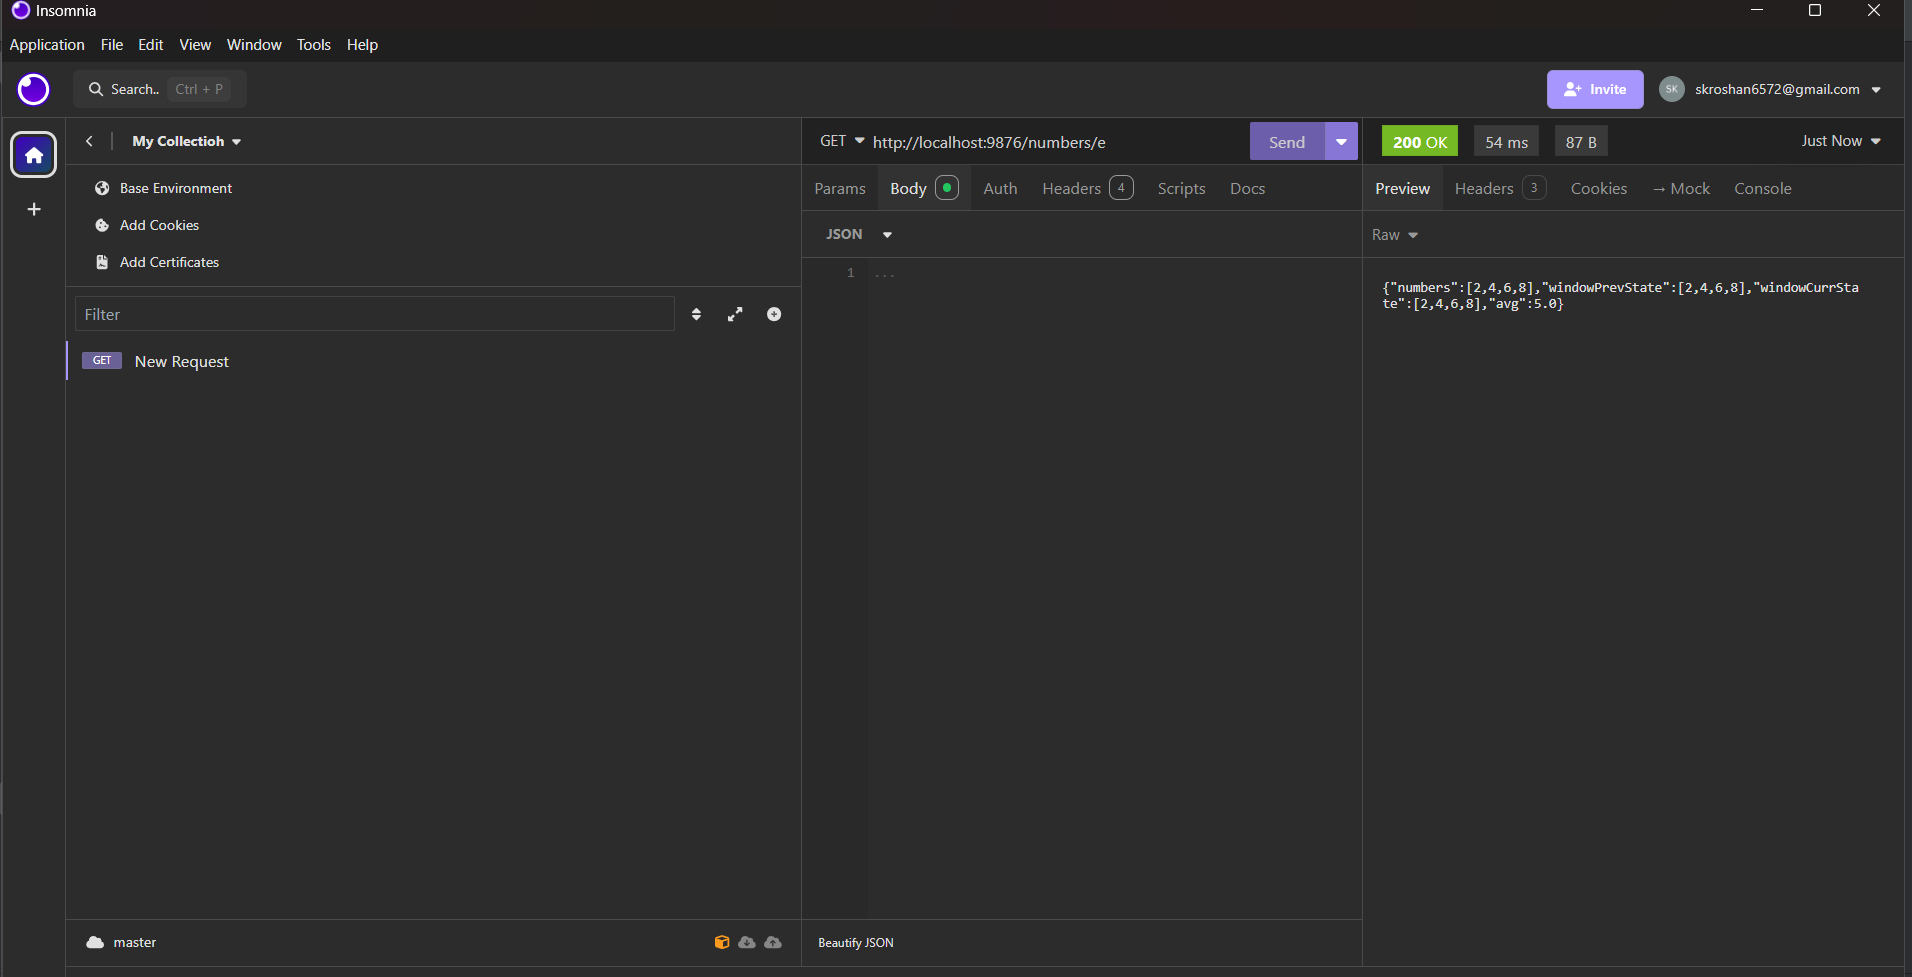 Insomnia
Application File Edit View Window Tools Help
Search.. Ctrl + P
Invite
SK
skroshan6572@gmail.com
My Collection
GET http://localhost:9876/numbers/e
Send
200 OK
54 ms
87 B
Just Now
Base Environment
Add Cookies
Add Certificates
Filter
GET New Request
Params Body Auth Headers 4 Scripts Docs
JSON
1 ...
Preview Headers 3 Cookies → Mock Console
Raw
{"numbers":[2,4,6,8],"windowPrevState":[2,4,6,8],"windowCurrSta
te":[2,4,6,8],"avg":5.0}
master
Beautify JSON